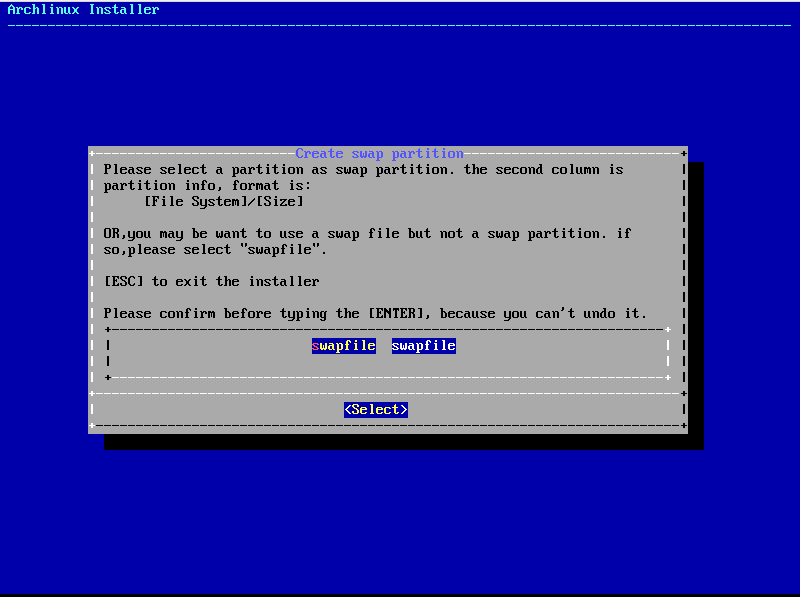 Archlinux Installer
Create swap partition
Please select a partition as swap partition. the second column is
partition info, format is:
[File System]/[Size]
OR,you may be want to use a swap file but not a swap partition. if
so,please select "swapfile".
[ESC] to exit the installer
Please confirm before typing the [ENTER], because you can't undo it.
swapfile swapfile
<Select>